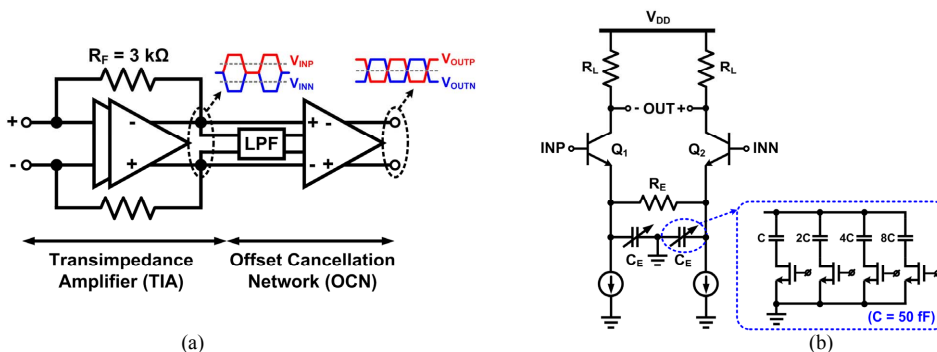 (a)
R_F = 3 kΩ
V_INP
V_INN
V_OUTP
V_OUTN
+
-
-
+
LPF
+
-
-
+
Transimpedance
Amplifier (TIA)
Offset Cancellation
Network (OCN)
(a)
V_DD
R_L
R_L
- OUT +
INP
Q_1
Q_2
INN
R_E
C_E
C_E
C
2C
4C
8C
ø
ø
ø
ø
(C = 50 fF)
(b)